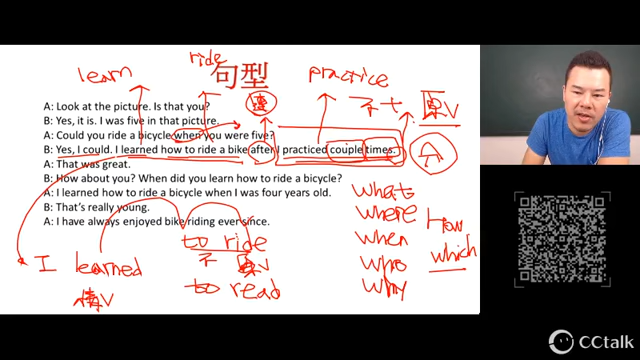 learn
ride
句型
practice
連
不+
原V
A: Look at the picture. Is that you?
B: Yes, it is. I was five in that picture.
A: Could you ride a bicycle when you were five?
B: Yes, I could. I learned how to ride a bike after I practiced couple times.
A
A: That was great.
B: How about you? When did you learn how to ride a bicycle?
A: I learned how to ride a bicycle when I was four years old.
B: That's really young.
A: I have always enjoyed bike riding ever since.
what
where
when
who
why
How
which
I learned to ride
不 原V
V
to read
CCtalk